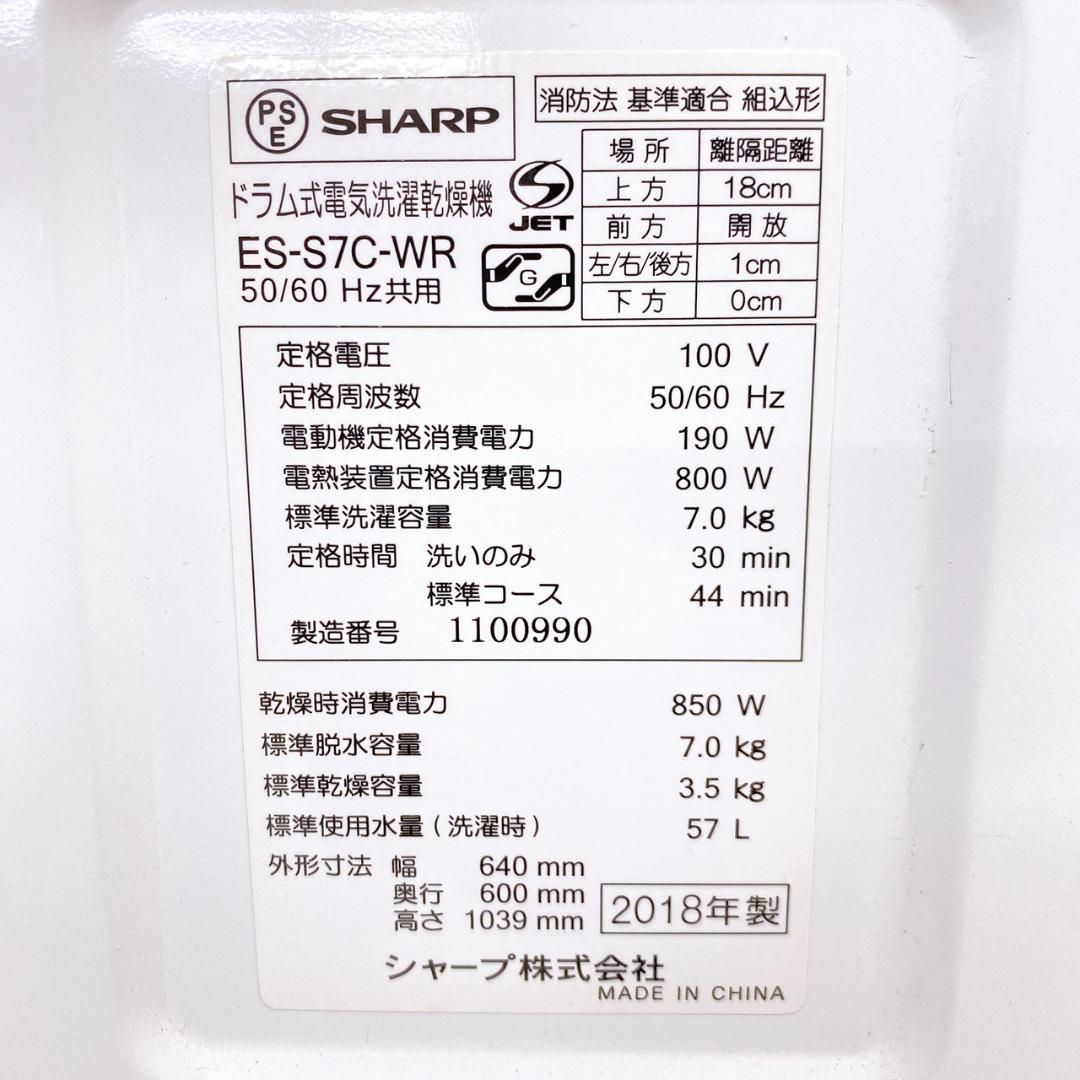 PSE SHARP
消防法 基準適合 組込形
場所 離隔距離
上方 18cm
前方 開放
左/右/後方 1cm
下方 0cm
ドラム式電気洗濯乾燥機
S JET
ES-S7C-WR
G
50/60 Hz共用
定格電圧 100 V
定格周波数 50/60 Hz
電動機定格消費電力 190 W
電熱装置定格消費電力 800 W
標準洗濯容量 7.0 kg
定格時間 洗いのみ 30 min
標準コース 44 min
製造番号 1100990
乾燥時消費電力 850 W
標準脱水容量 7.0 kg
標準乾燥容量 3.5 kg
標準使用水量(洗濯時) 57 L
外形寸法 幅 640 mm
奥行 600 mm
高さ 1039 mm
2018年製
シャープ株式会社
MADE IN CHINA